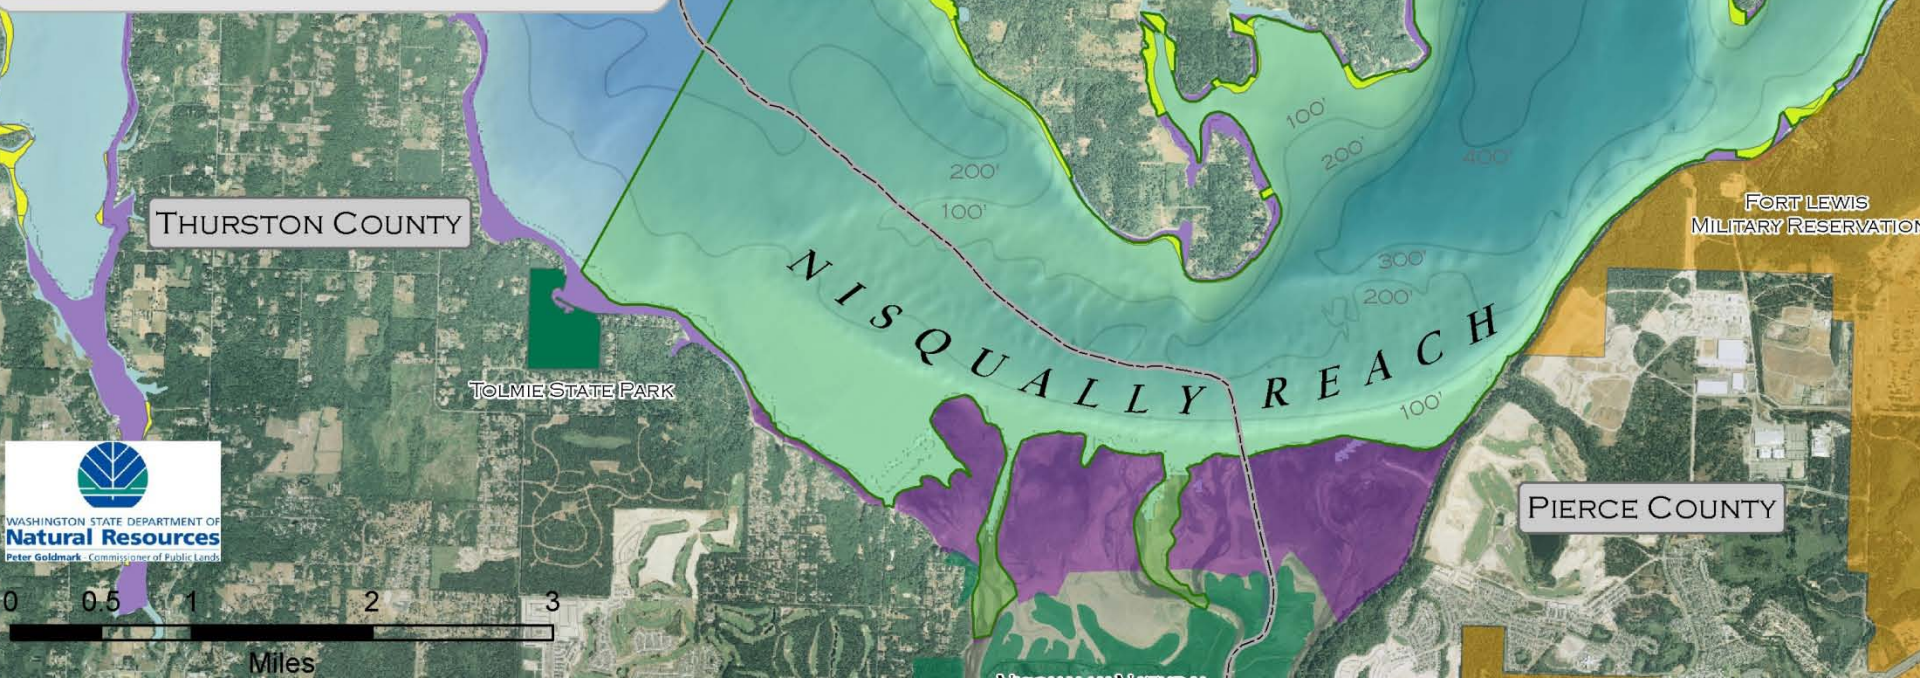 200'
100'
100'
200'
400'
FORT LEWIS
MILITARY RESERVATION
THURSTON COUNTY
300'
200'
NISQUALLY REACH
100'
TOLMIE STATE PARK
PIERCE COUNTY
WASHINGTON STATE DEPARTMENT OF
Natural Resources
Peter Goldmark - Commissioner of Public Lands
0 0.5 1 2 3
Miles